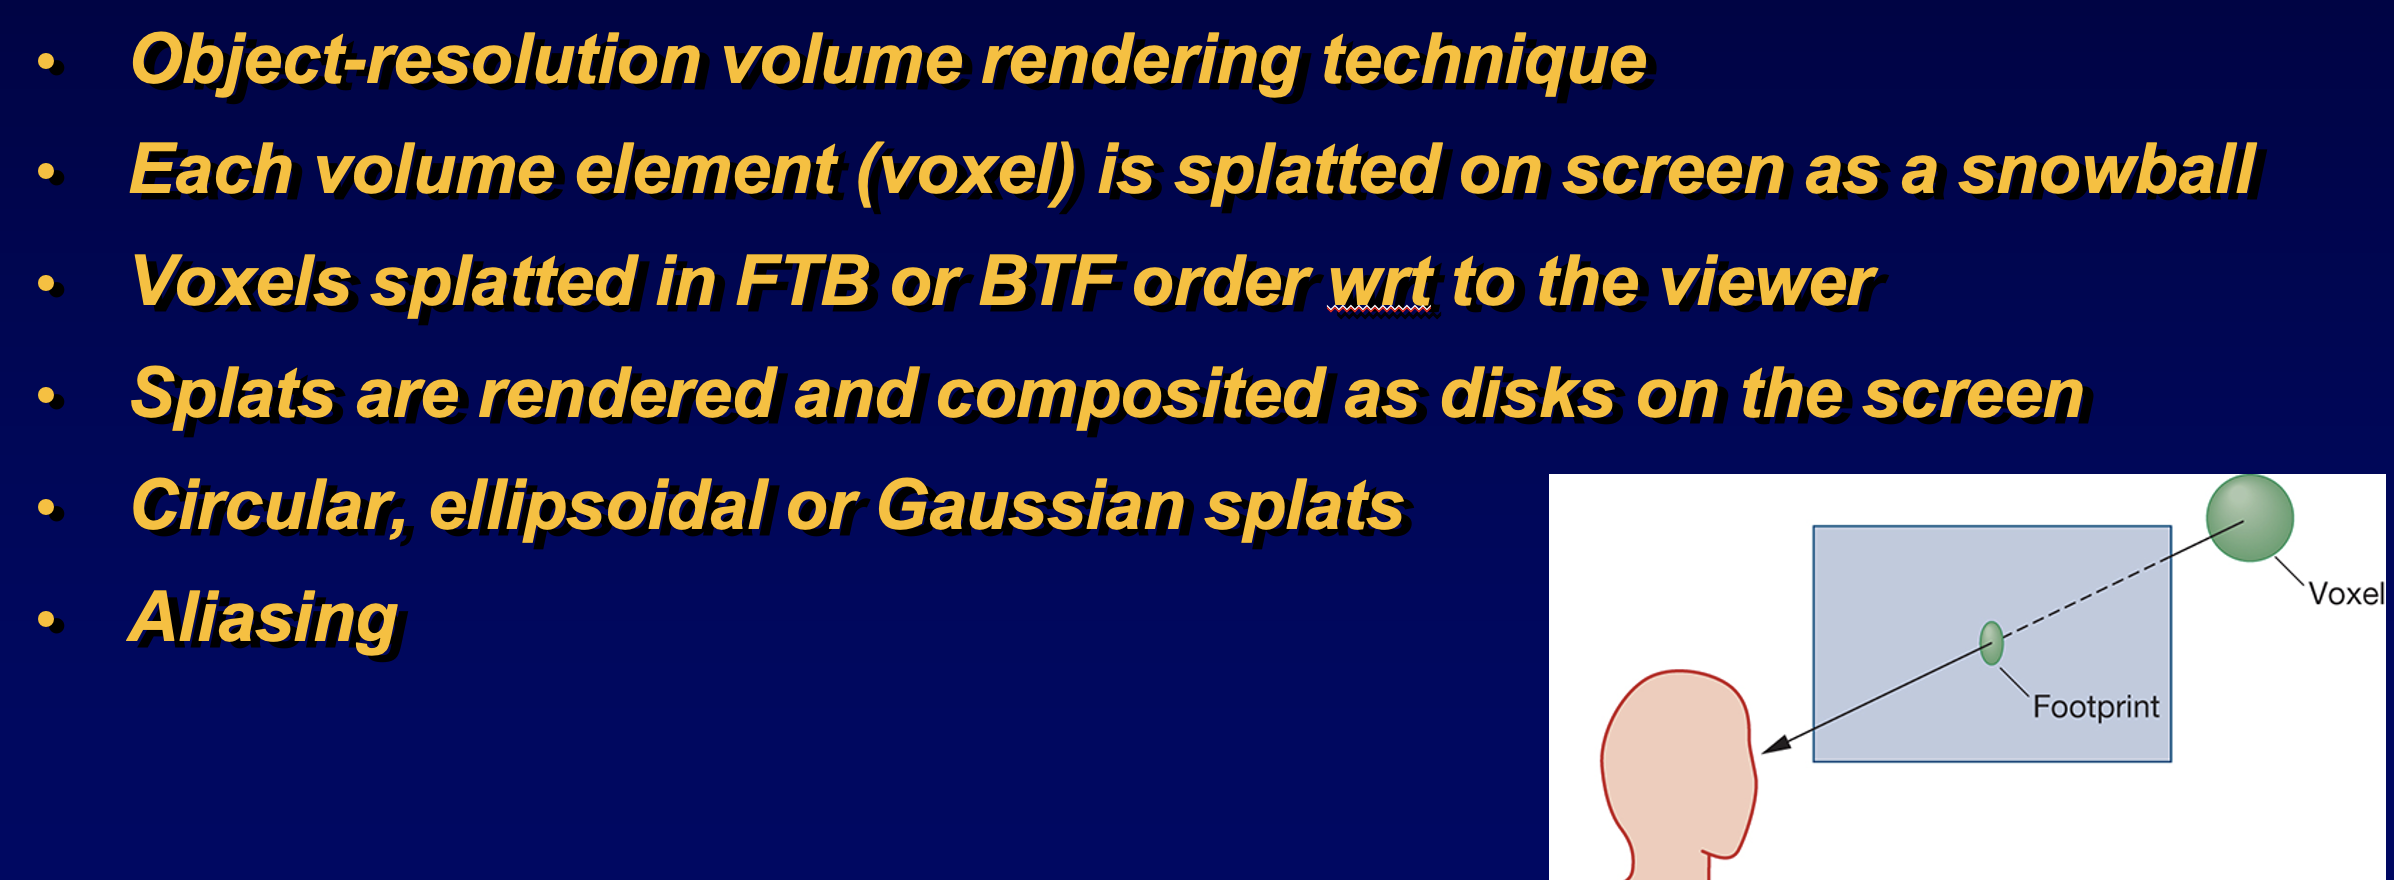 • Object-resolution volume rendering technique
• Each volume element (voxel) is splatted on screen as a snowball
• Voxels splatted in FTB or BTF order wrt to the viewer
• Splats are rendered and composited as disks on the screen
• Circular, ellipsoidal or Gaussian splats
• Aliasing
Voxel
Footprint